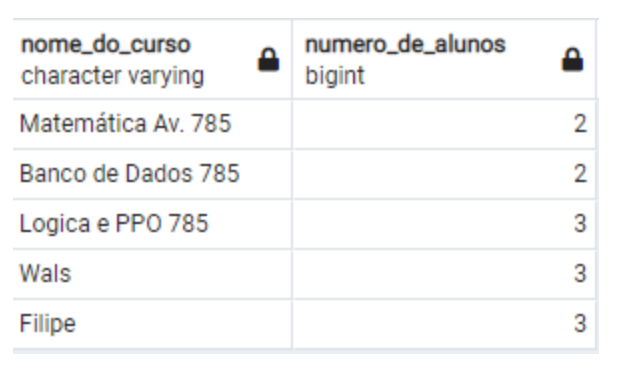 nome_do_curso numero_de_alunos
character varying bigint
Matemática Av. 785 2
Banco de Dados 785 2
Logica e PPO 785 3
Wals 3
Filipe 3